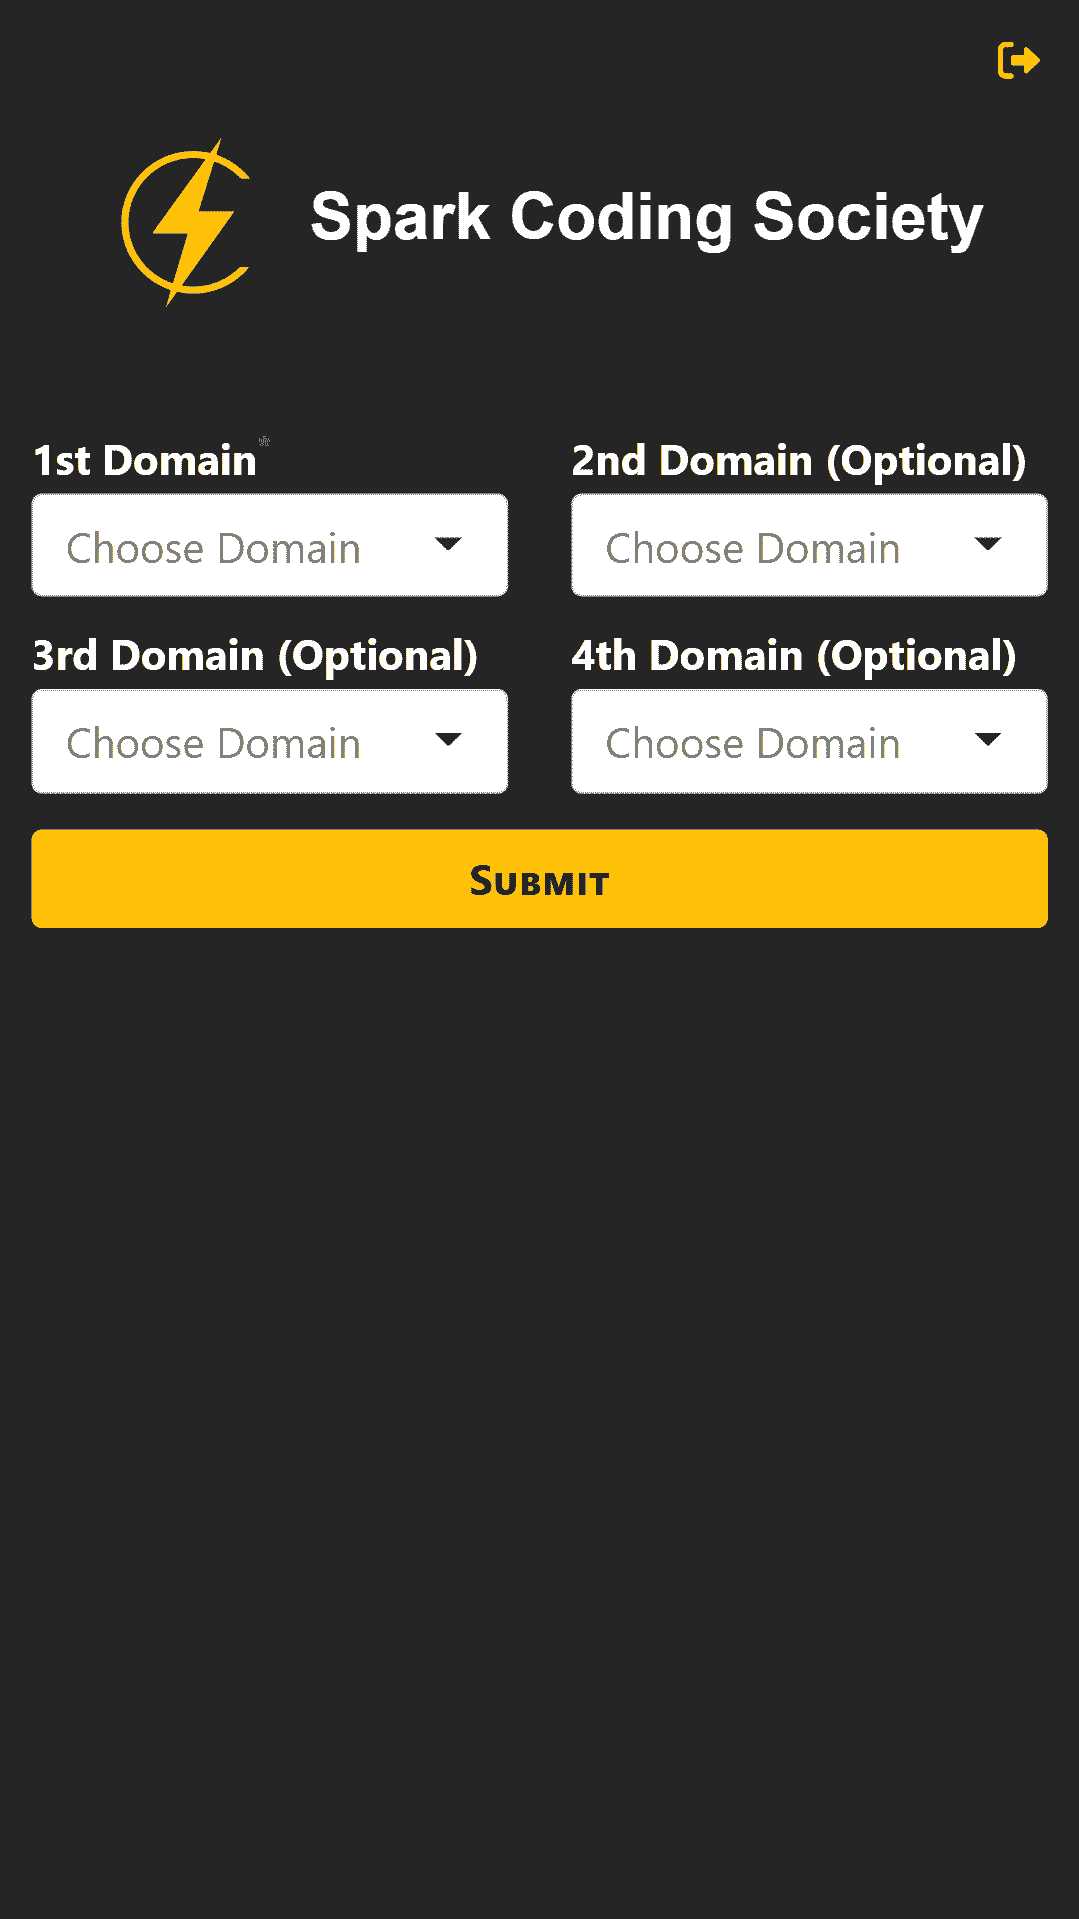 Spark Coding Society
1st Domain*
2nd Domain (Optional)
Choose Domain
Choose Domain
3rd Domain (Optional)
4th Domain (Optional)
Choose Domain
Choose Domain
Submit